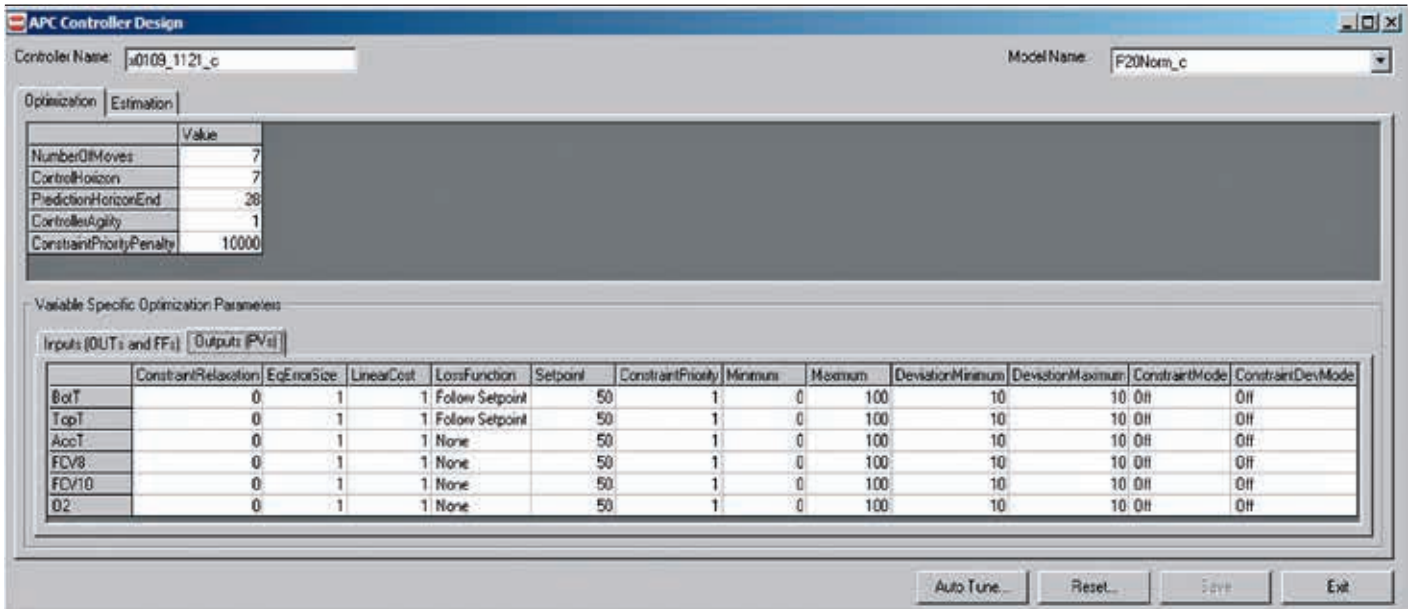 APC Controller Design
Controller Name: x0109_1121_c Model Name: P20Norm_c
Optimization Estimation
Value
NumberOfMoves 7
ControlHorizon 7
PredictionHorizonEnd 28
ControllerAgility 1
ConstraintPriorityPenalty 10000
Variable Specific Optimization Parameters
Inputs (OUTs and FFs) Outputs (PVs)
ConstraintRelaxation EqErrorSize LinearCost LossFunction Setpoint ConstraintPriority Minimum Maximum DeviationMinimum DeviationMaximum ConstraintMode ConstraintDevMode
BotT 0 1 1 Follow Setpoint 50 1 0 100 10 10 Off Off
TopT 0 1 1 Follow Setpoint 50 1 0 100 10 10 Off Off
AccT 0 1 1 None 50 1 0 100 10 10 Off Off
FCV8 0 1 1 None 50 1 0 100 10 10 Off Off
FCV10 0 1 1 None 50 1 0 100 10 10 Off Off
O2 0 1 1 None 50 1 0 100 10 10 Off Off
Auto Tune... Reset... Save Exit